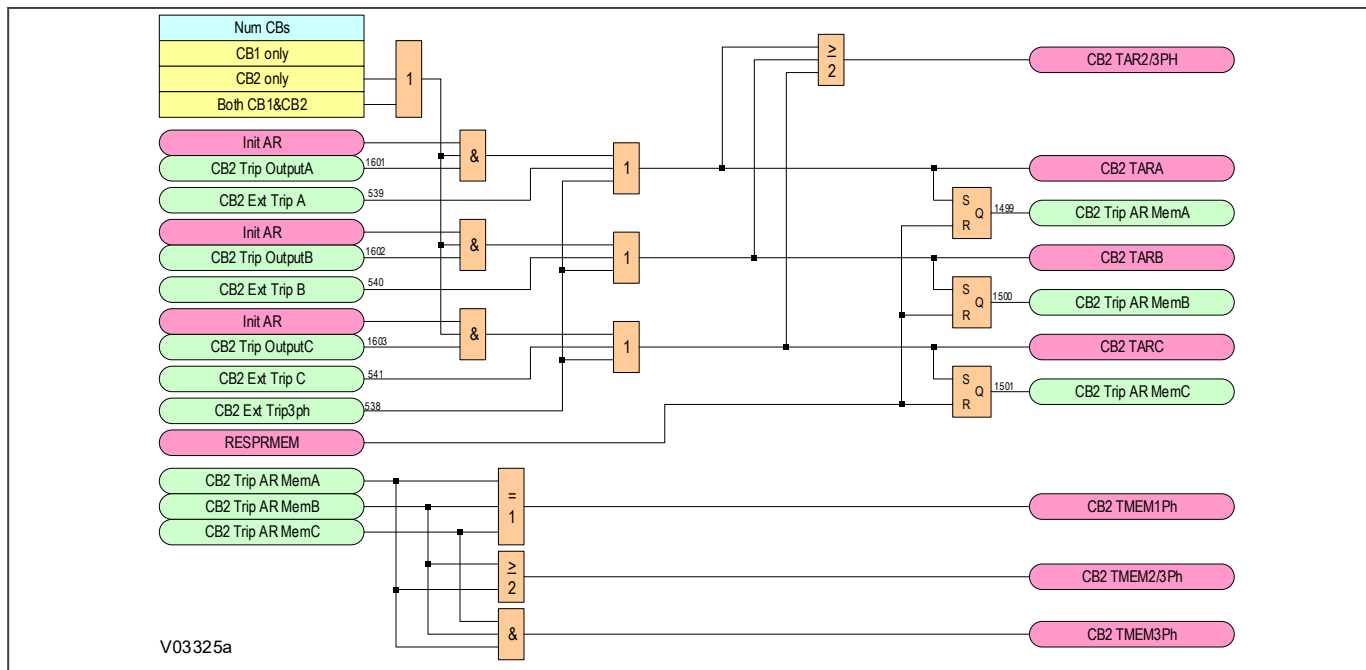 Num CBs
CB1 only
CB2 only
Both CB1&CB2
1
≥
2
CB2 TAR2/3PH
Init AR
CB2 Trip OutputA
1601
&
CB2 Ext Trip A
539
1
CB2 TARA
S
Q
R
1499
CB2 Trip AR MemA
Init AR
CB2 Trip OutputB
1602
&
CB2 Ext Trip B
540
1
CB2 TARB
S
Q
R
1500
CB2 Trip AR MemB
Init AR
CB2 Trip OutputC
1603
&
CB2 Ext Trip C
541
1
CB2 TARC
S
Q
R
1501
CB2 Trip AR MemC
CB2 Ext Trip3ph
538
RESPRMEM
CB2 Trip AR MemA
CB2 Trip AR MemB
CB2 Trip AR MemC
=
1
CB2 TMEM1Ph
≥
2
CB2 TMEM2/3Ph
&
CB2 TMEM3Ph
V03325a